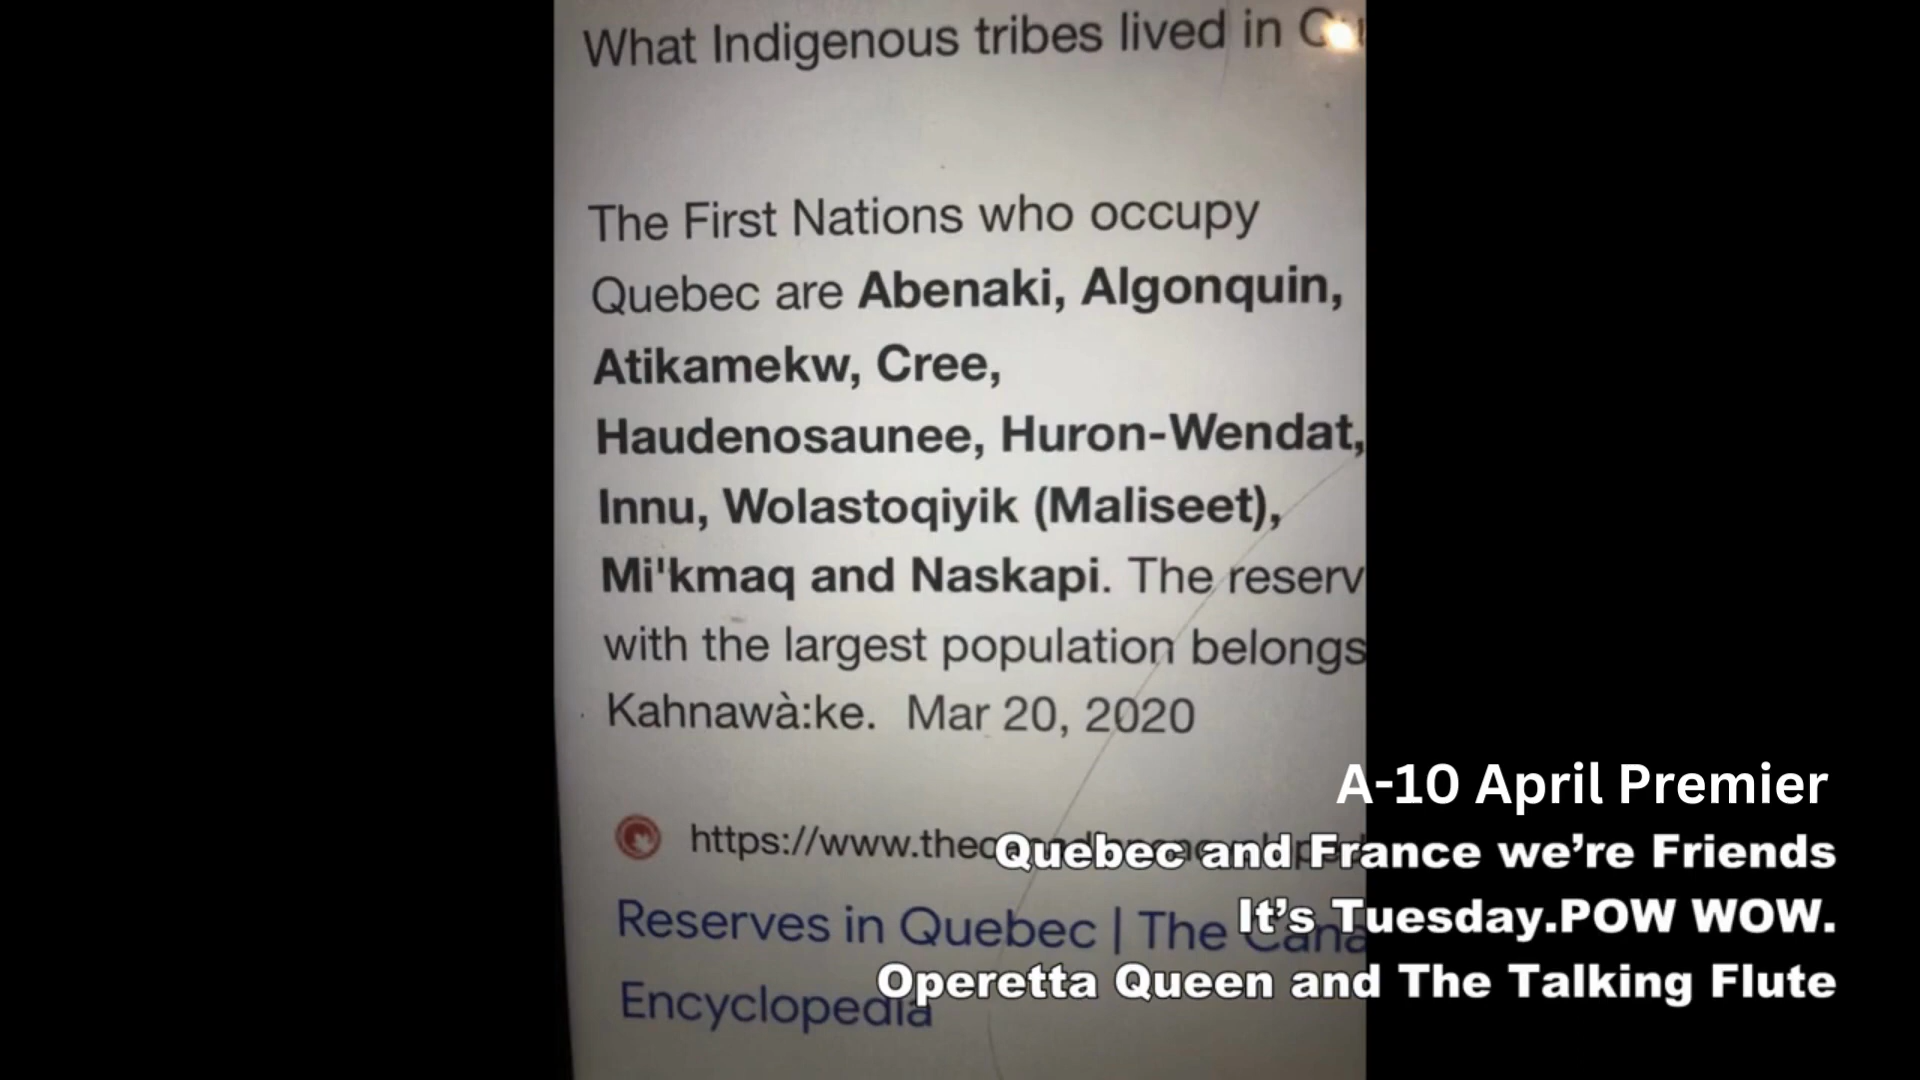 What Indigenous tribes lived in
The First Nations who occupy
Quebec are Abenaki, Algonquin,
Atikamekw, Cree,
Haudenosaunee, Huron-Wendat,
Innu, Wolastoqiyik (Maliseet),
Mi'kmaq and Naskapi. The reserv
with the largest population belongs
Kahnawà:ke. Mar 20, 2020
A-10 April Premier
https://www.thec
Quebec and France we’re Friends
Reserves in Quebec | The Cana
It’s Tuesday.POW WOW.
Encyclopedia
Operetta Queen and The Talking Flute